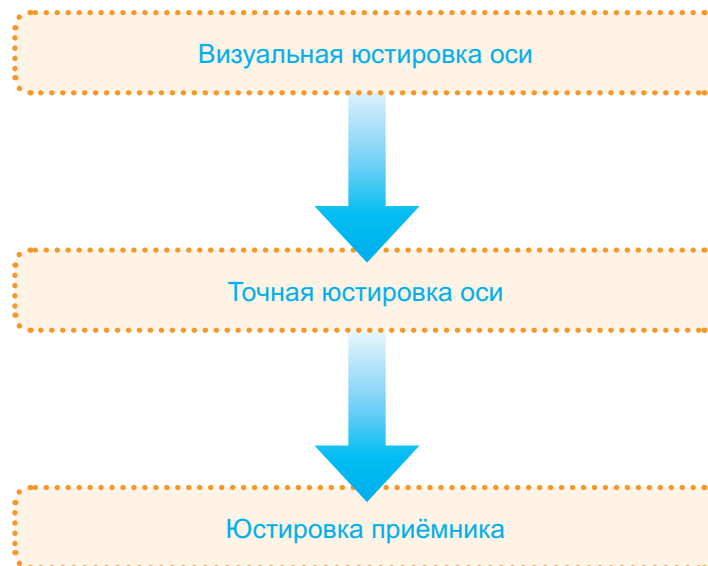 Визуальная юстировка оси
Точная юстировка оси
Юстировка приёмника